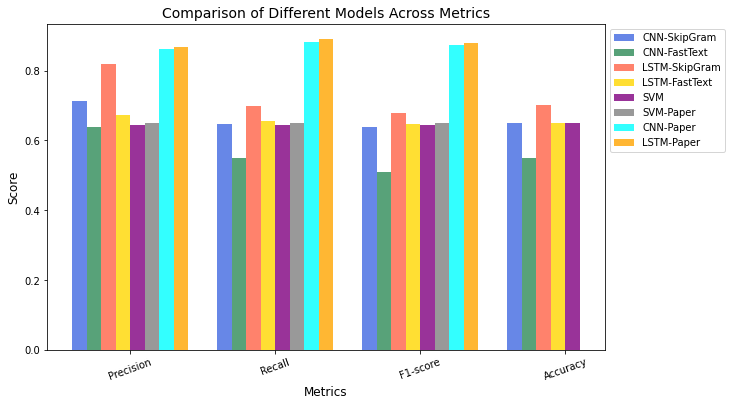 Comparison of Different Models Across Metrics
CNN-SkipGram
CNN-FastText
LSTM-SkipGram
LSTM-FastText
SVM
SVM-Paper
CNN-Paper
LSTM-Paper
Score
0.8
0.6
0.4
0.2
0.0
Precision
Recall
F1-score
Accuracy
Metrics